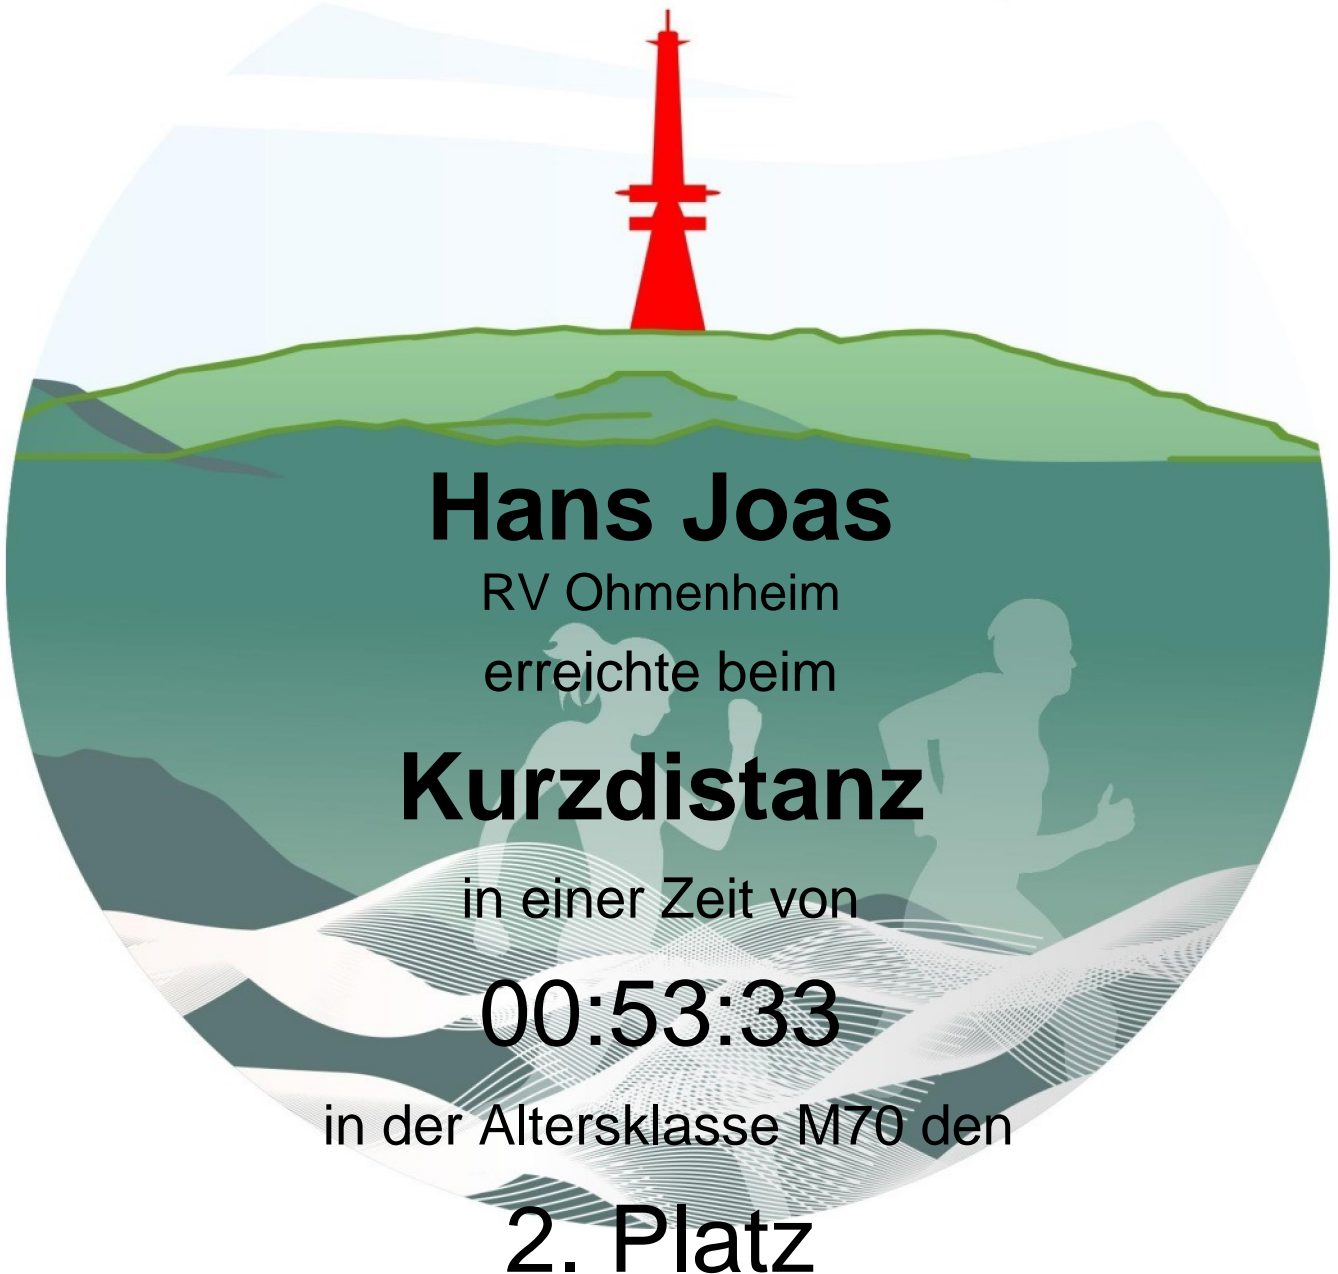 Hans Joas
RV Ohmenheim
erreichte beim
Kurzdistanz
in einer Zeit von
00:53:33
in der Altersklasse M70 den
2. Platz